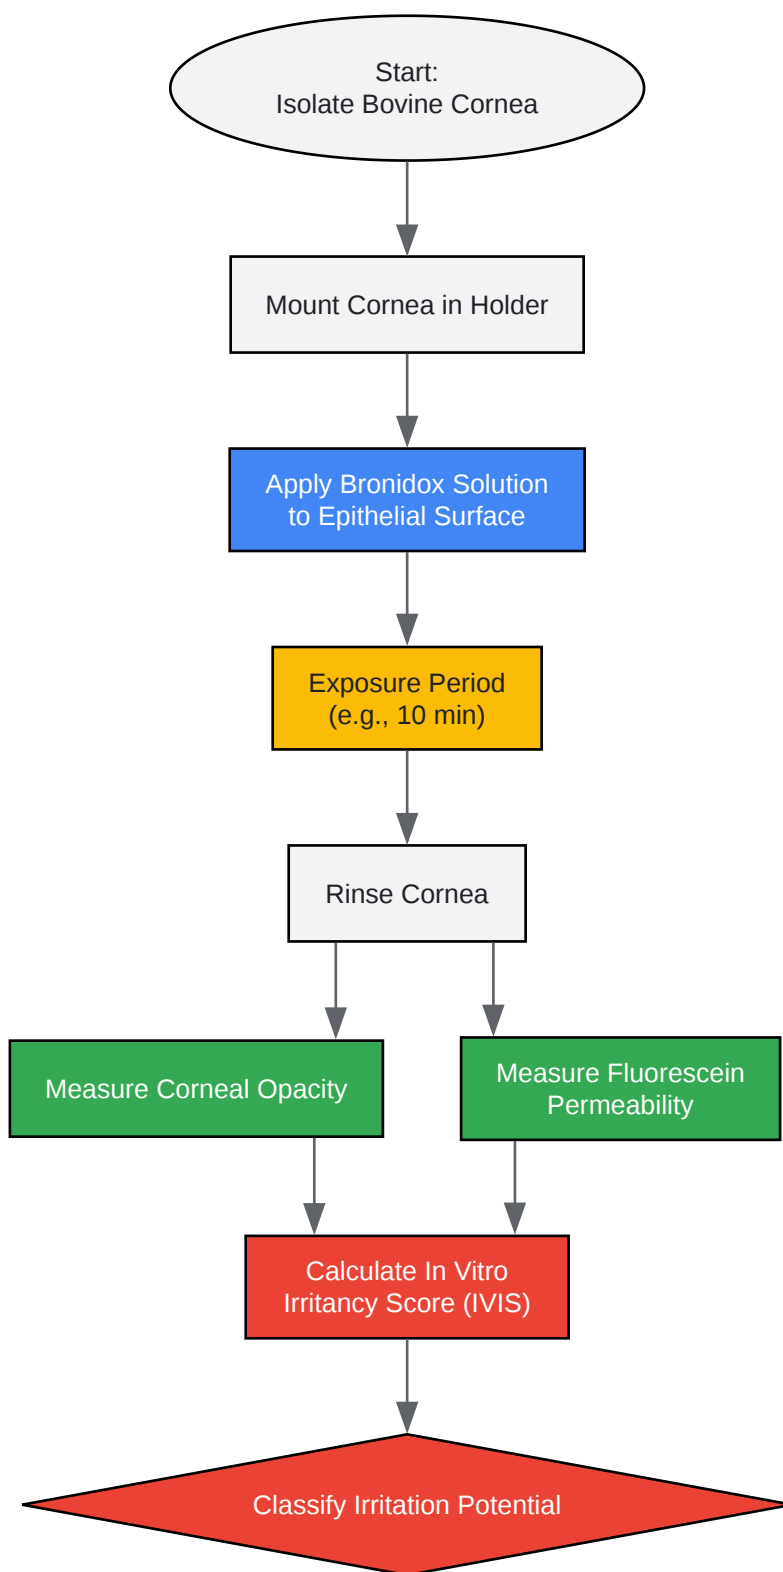 Start:
Isolate Bovine Cornea
Mount Cornea in Holder
Apply Bronidox Solution
to Epithelial Surface
Exposure Period
(e.g., 10 min)
Rinse Cornea
Measure Corneal Opacity
Measure Fluorescein
Permeability
Calculate In Vitro
Irritancy Score (IVIS)
Classify Irritation Potential